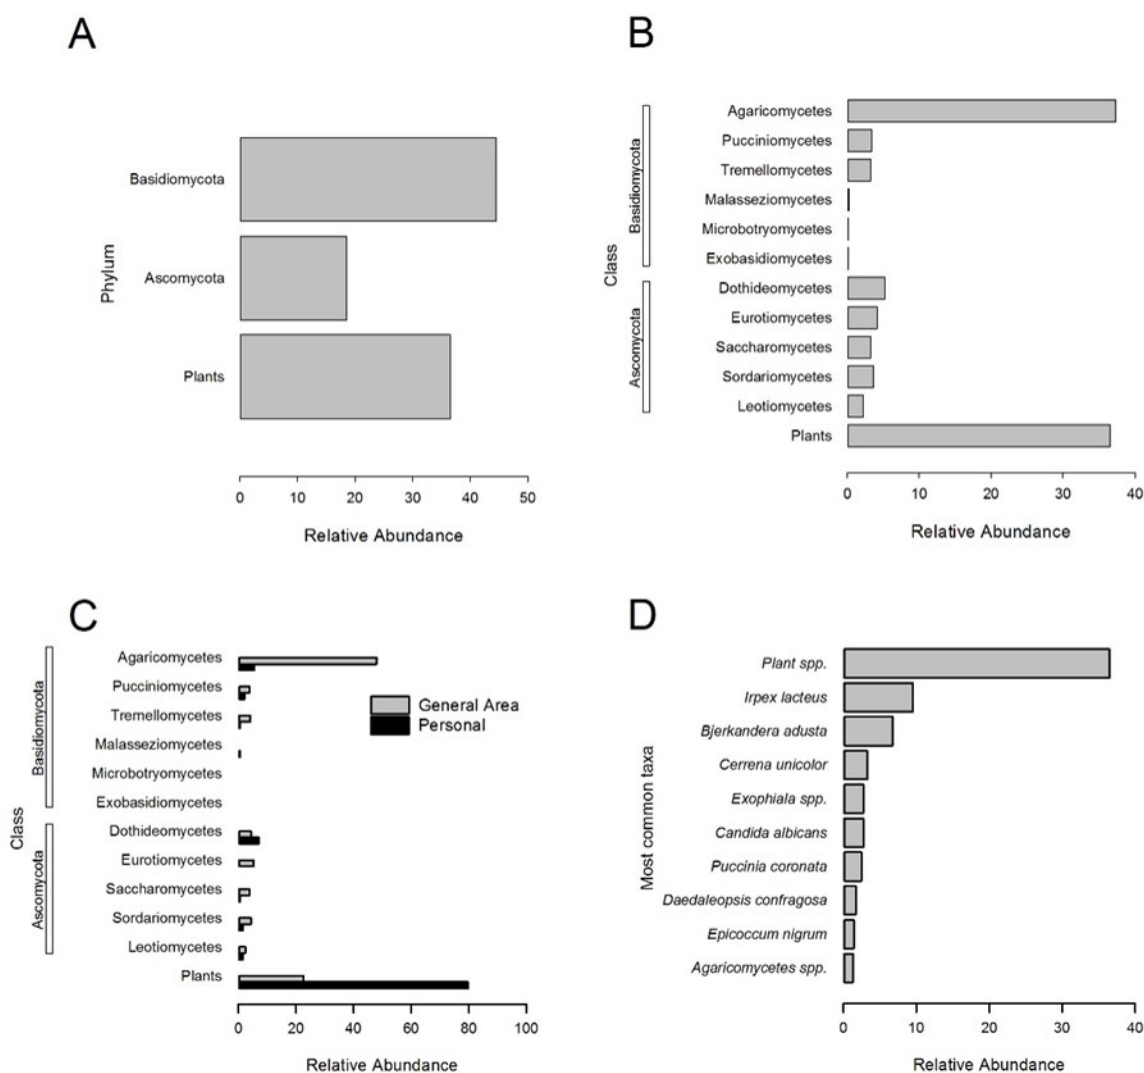 A
Phylum
Basidiomycota
Ascomycota
Plants
0 10 20 30 40 50
Relative Abundance
B
Class
Basidiomycota
Ascomycota
Agaricomycetes
Pucciniomycetes
Tremellomycetes
Malasseziomycetes
Microbotryomycetes
Exobasidiomycetes
Dothideomycetes
Eurotiomycetes
Saccharomycetes
Sordariomycetes
Leotiomycetes
Plants
0 10 20 30 40
Relative Abundance
C
Class
Basidiomycota
Ascomycota
Agaricomycetes
Pucciniomycetes
Tremellomycetes
Malasseziomycetes
Microbotryomycetes
Exobasidiomycetes
Dothideomycetes
Eurotiomycetes
Saccharomycetes
Sordariomycetes
Leotiomycetes
Plants
General Area
Personal
0 20 40 60 80 100
Relative Abundance
D
Most common taxa
Plant spp.
Irpex lacteus
Bjerkandera adusta
Cerrena unicolor
Exophiala spp.
Candida albicans
Puccinia coronata
Daedaleopsis confragosa
Epicoccum nigrum
Agaricomycetes spp.
0 10 20 30 40
Relative Abundance